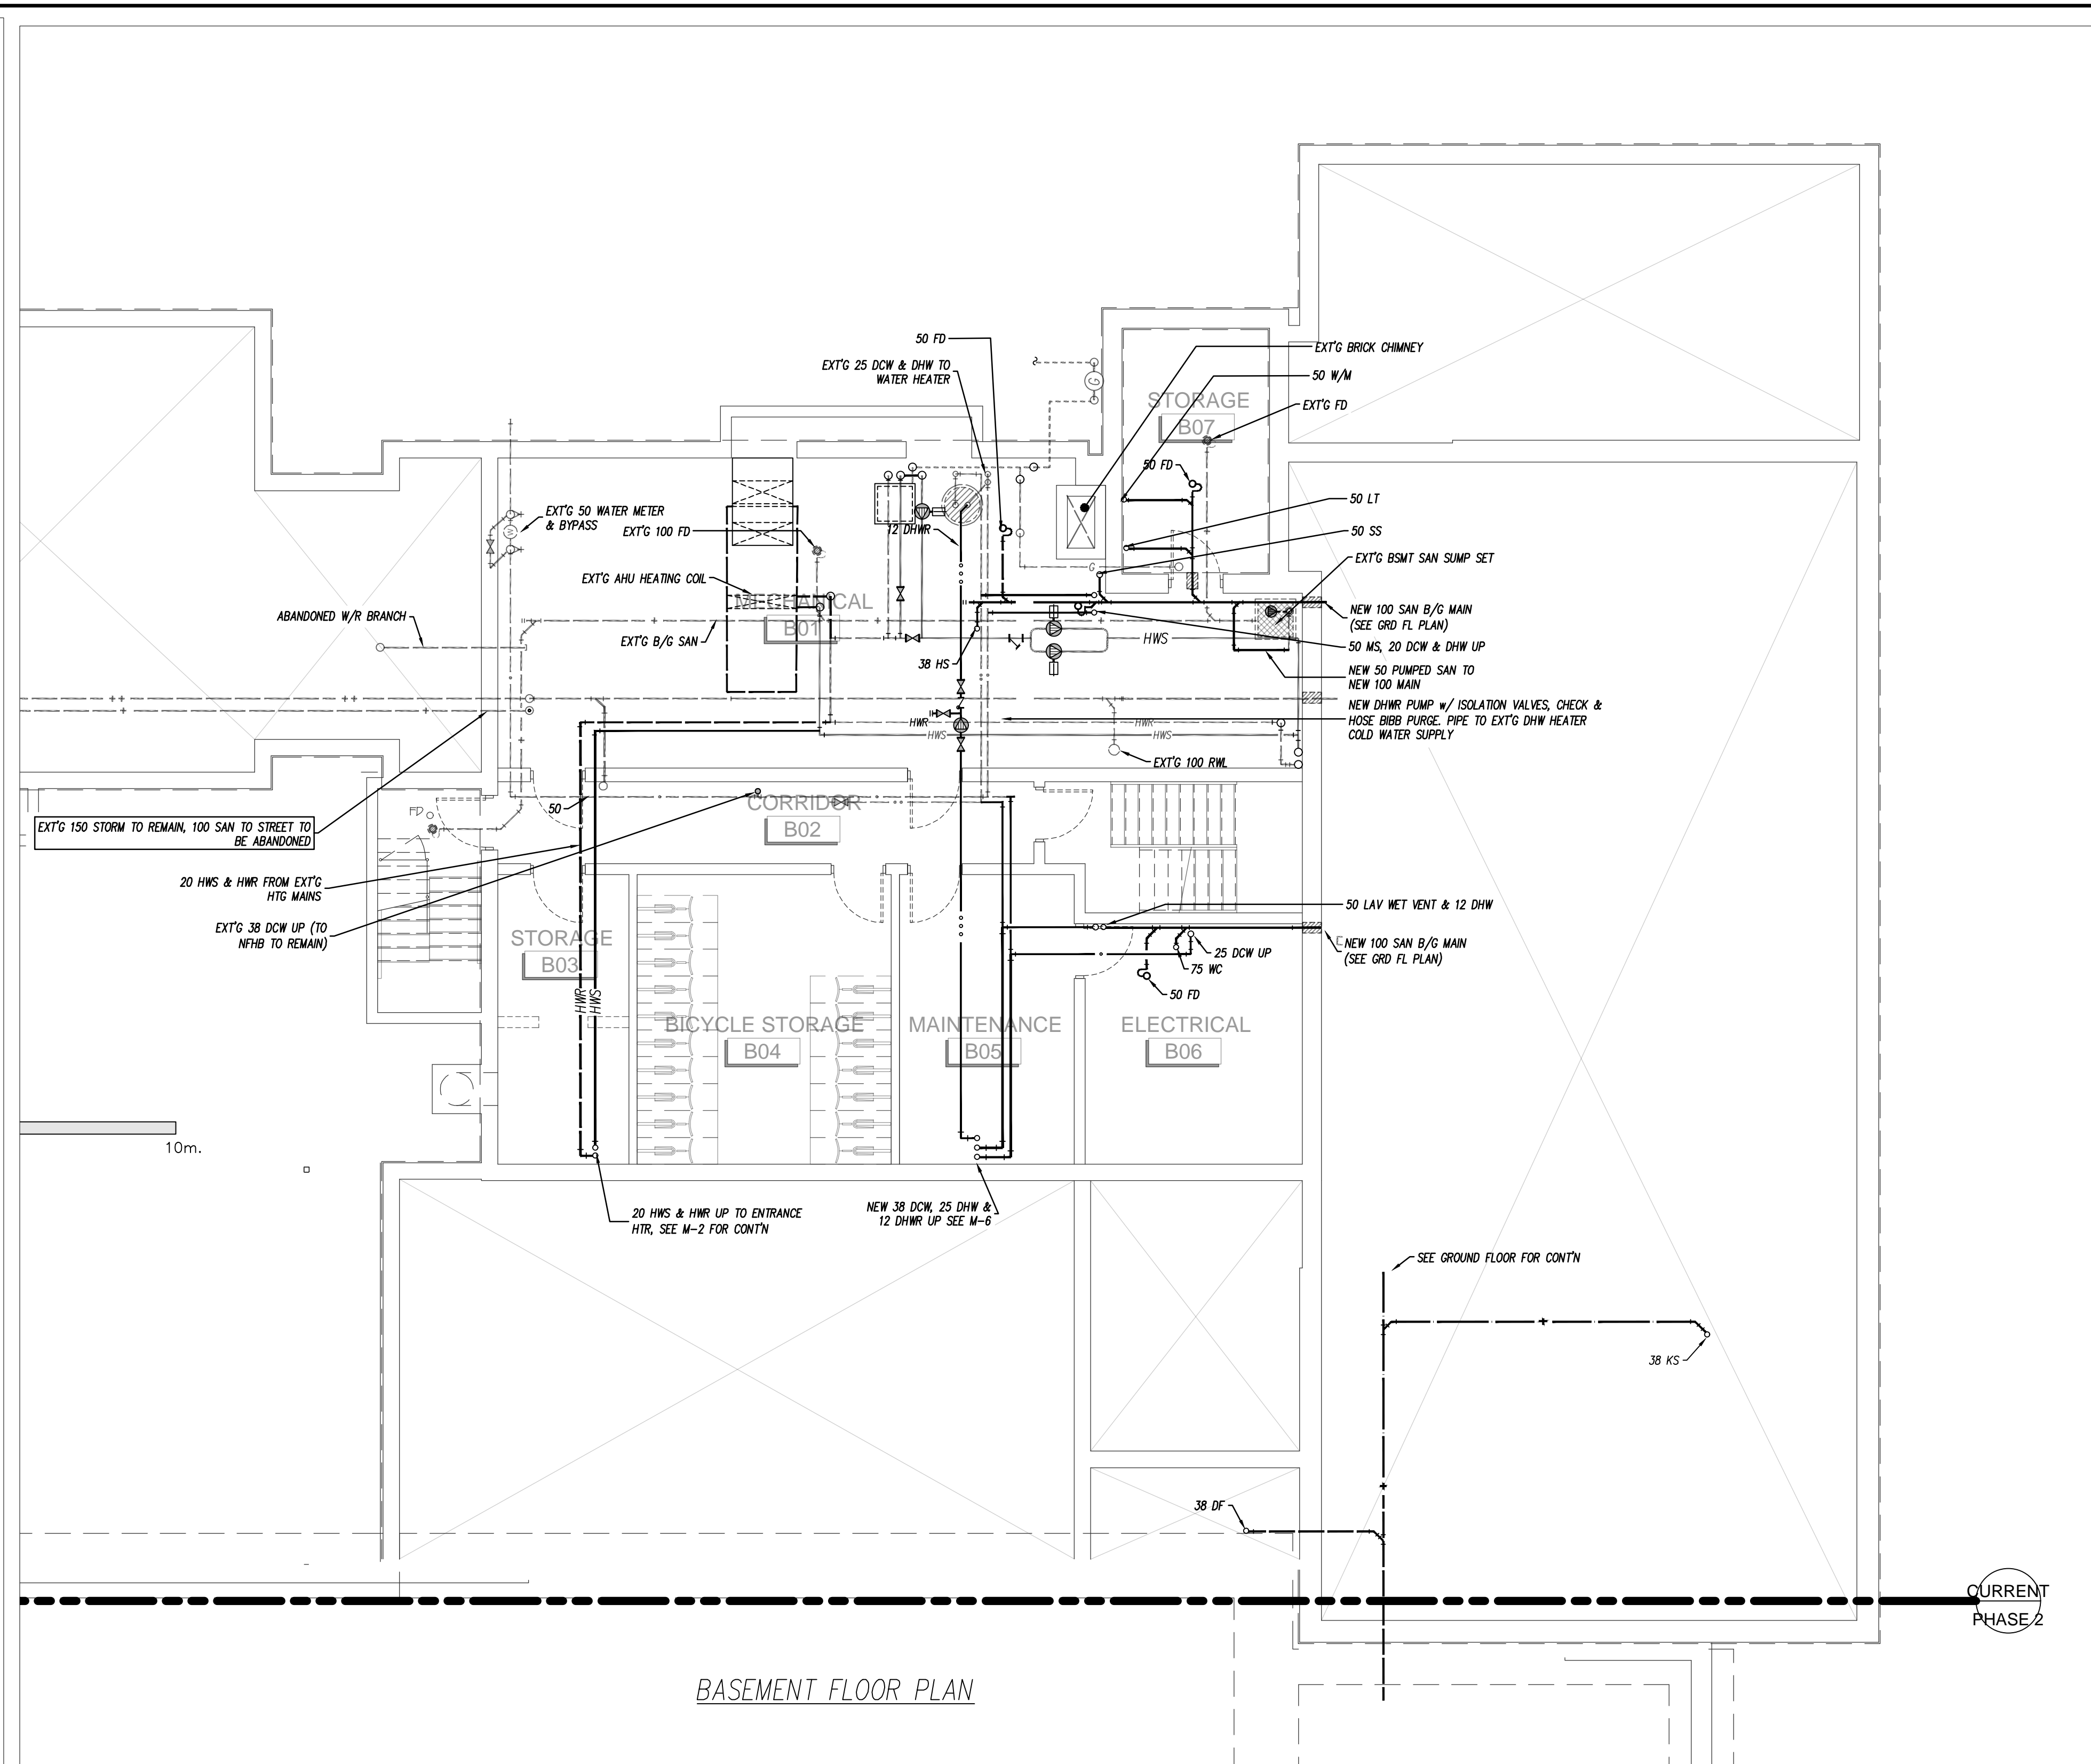 50 FD
EXT'G 25 DCW & DHW TO
WATER HEATER
EXT'G BRICK CHIMNEY
50 W/M
EXT'G FD
G
STORAGE
B07
50 FD
50 LT
50 SS
EXT'G BSMT SAN SUMP SET
EXT'G 50 WATER METER
& BYPASS
W
EXT'G 100 FD
12 DHWR
G
EXT'G AHU HEATING COIL
MECHANICAL
B01
ABANDONED W/R BRANCH
EXT'G B/G SAN
38 HS
HWS
NEW 100 SAN B/G MAIN
(SEE GRD FL PLAN)
50 MS, 20 DCW & DHW UP
NEW 50 PUMPED SAN TO
NEW 100 MAIN
NEW DHWR PUMP w/ ISOLATION VALVES, CHECK &
HOSE BIBB PURGE. PIPE TO EXT'G DHW HEATER
COLD WATER SUPPLY
HWR
HWS
HWR
HWS
EXT'G 100 RWL
50
CORRIDOR
B02
FD
EXT'G 150 STORM TO REMAIN, 100 SAN TO STREET TO
BE ABANDONED
20 HWS & HWR FROM EXT'G
HTG MAINS
EXT'G 38 DCW UP (TO
NFHB TO REMAIN)
50 LAV WET VENT & 12 DHW
NEW 100 SAN B/G MAIN
(SEE GRD FL PLAN)
25 DCW UP
75 WC
50 FD
STORAGE
B03
HWR
HWS
BICYCLE STORAGE
B04
MAINTENANCE
B05
ELECTRICAL
B06
10m.
20 HWS & HWR UP TO ENTRANCE
HTR, SEE M-2 FOR CONT'N
NEW 38 DCW, 25 DHW &
12 DHWR UP SEE M-6
SEE GROUND FLOOR FOR CONT'N
38 KS
38 DF
CURRENT
PHASE 2
BASEMENT FLOOR PLAN